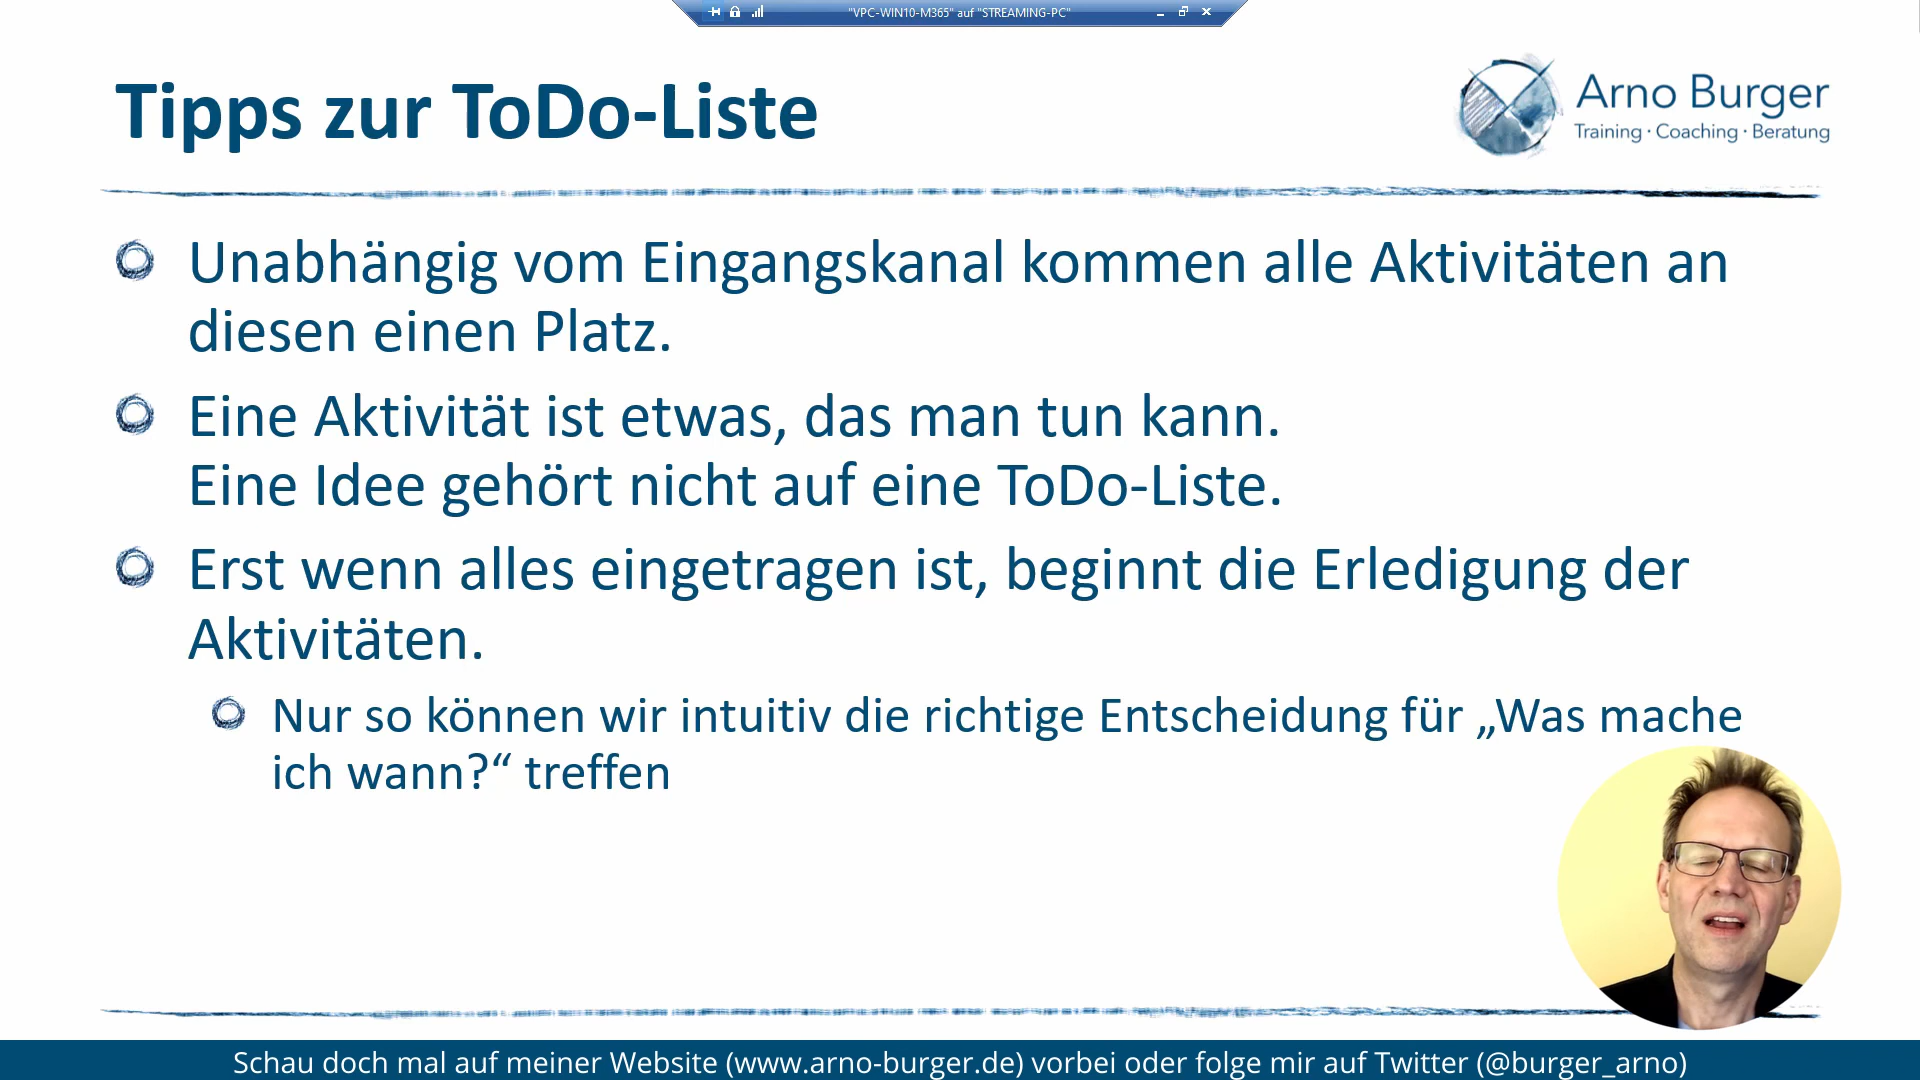 "VPC-WIN10-M365" auf "STREAMING-PC"
Tipps zur ToDo-Liste
Arno Burger
Training · Coaching · Beratung
Unabhängig vom Eingangskanal kommen alle Aktivitäten an
diesen einen Platz.
Eine Aktivität ist etwas, das man tun kann.
Eine Idee gehört nicht auf eine ToDo-Liste.
Erst wenn alles eingetragen ist, beginnt die Erledigung der
Aktivitäten.
Nur so können wir intuitiv die richtige Entscheidung für „Was mache
ich wann?“ treffen
Schau doch mal auf meiner Website (www.arno-burger.de) vorbei oder folge mir auf Twitter (@burger_arno)